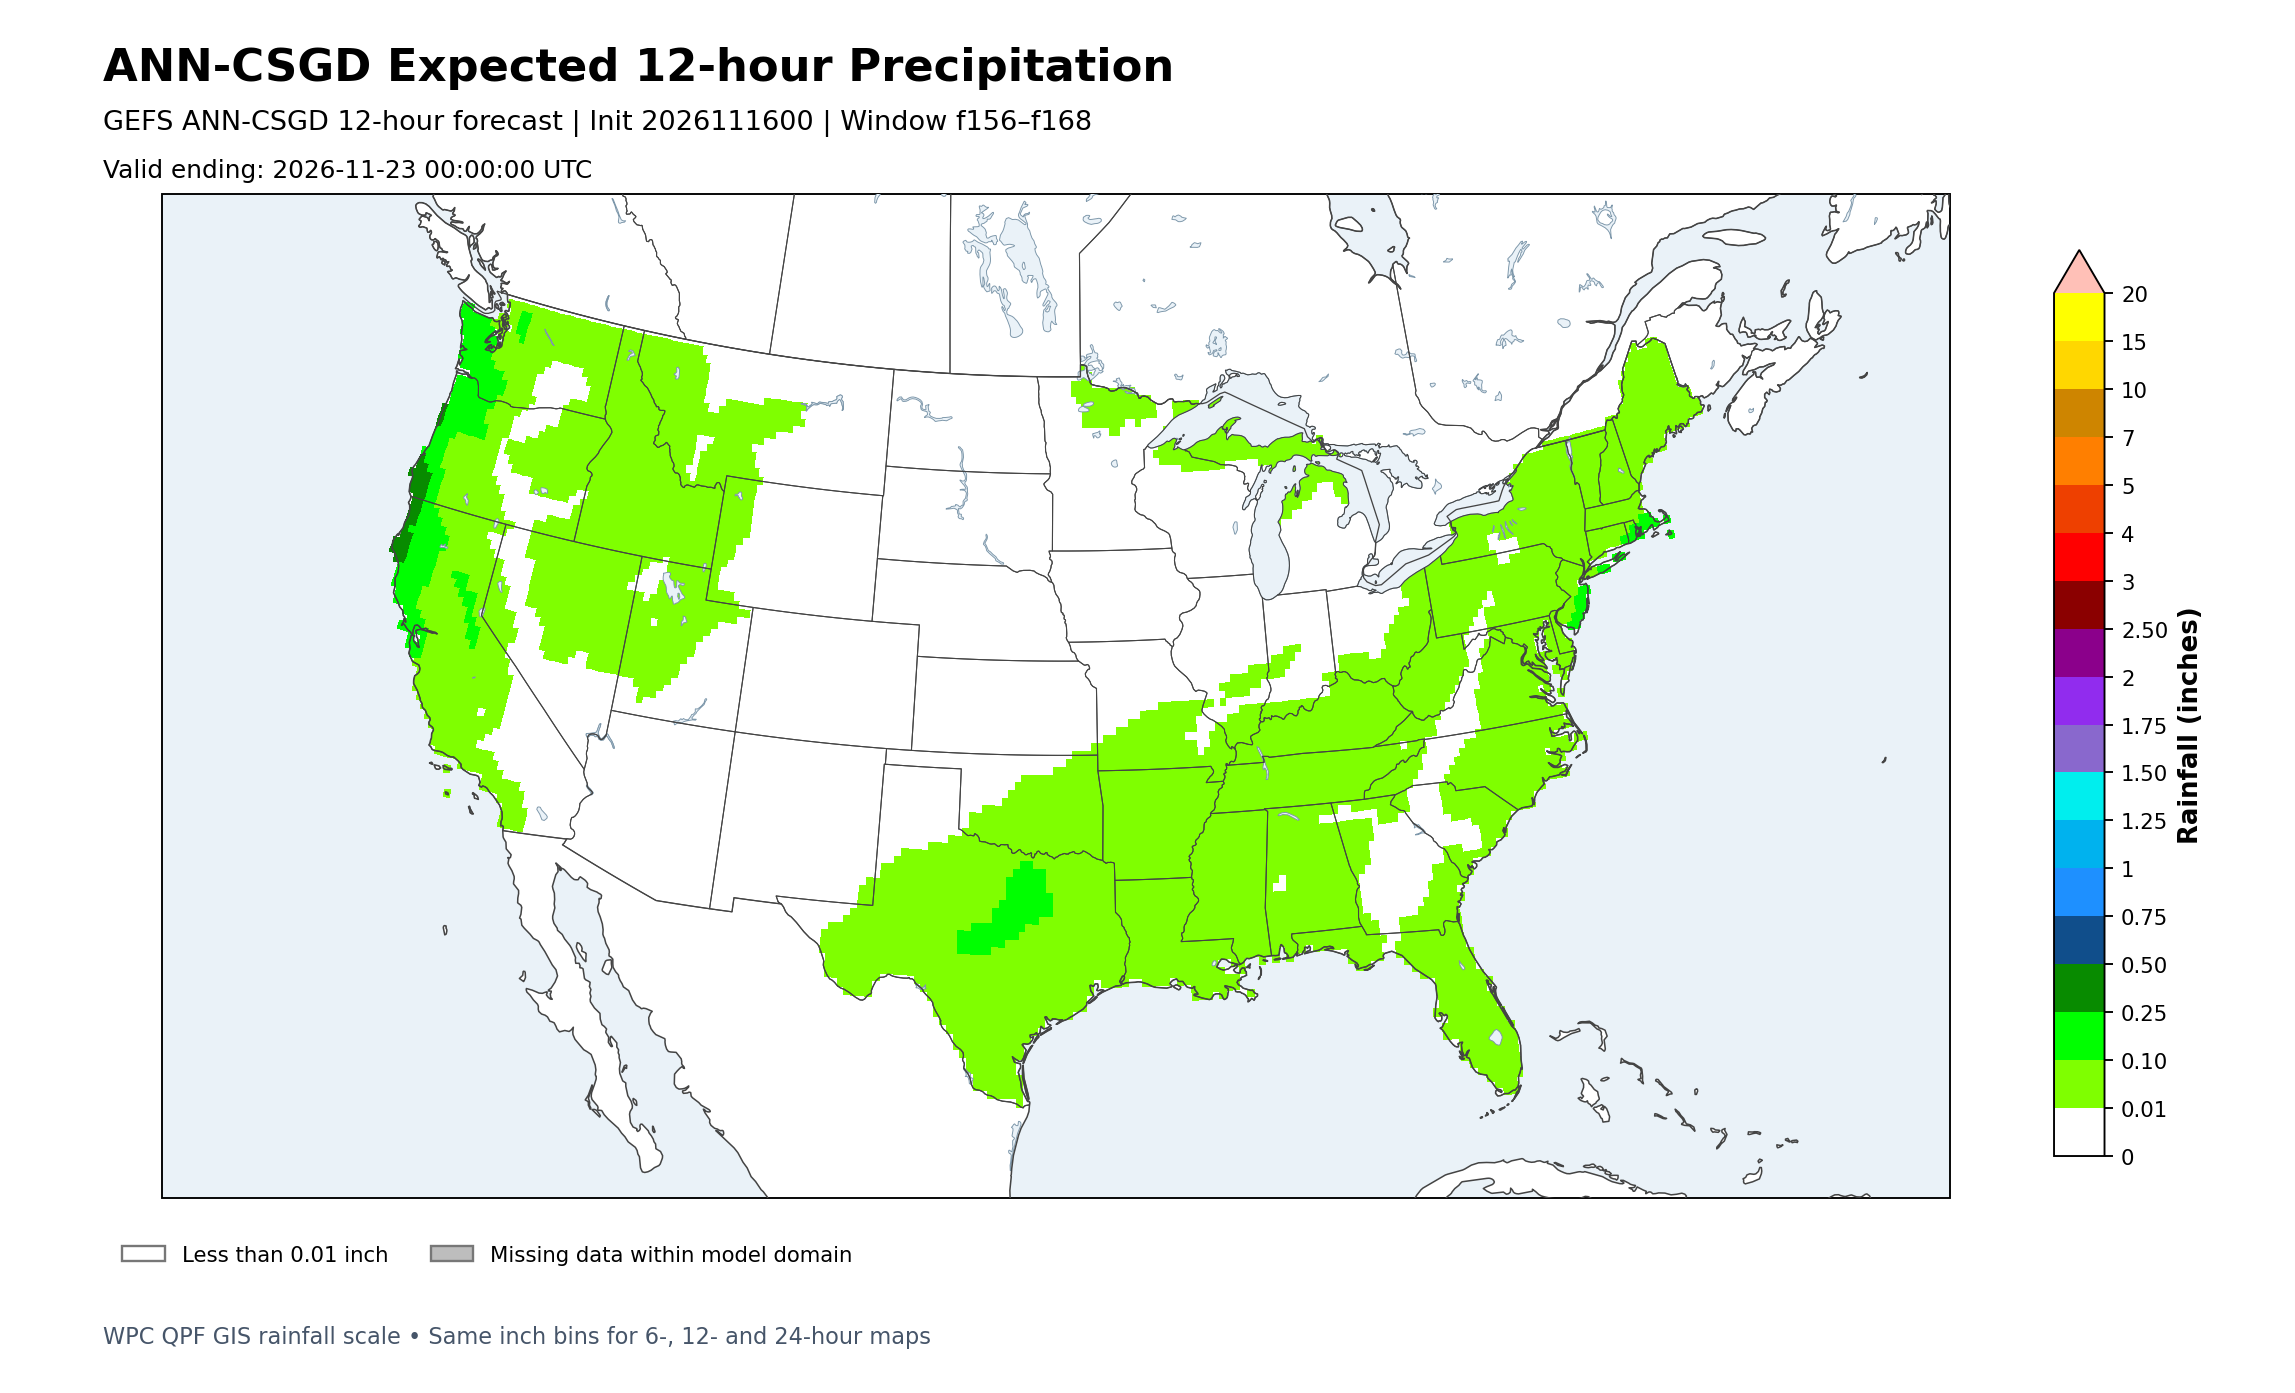 ANN-CSGD Expected 12-hour Precipitation
GEFS ANN-CSGD 12-hour forecast | Init 2026111600 | Window f156–f168
Valid ending: 2026-11-23 00:00:00 UTC
20
15
10
7
5
4
3
2.50
2
1.75
1.50
1.25
1
0.75
0.50
0.25
0.10
0.01
0
Rainfall (inches)
Less than 0.01 inch
Missing data within model domain
WPC QPF GIS rainfall scale • Same inch bins for 6-, 12- and 24-hour maps